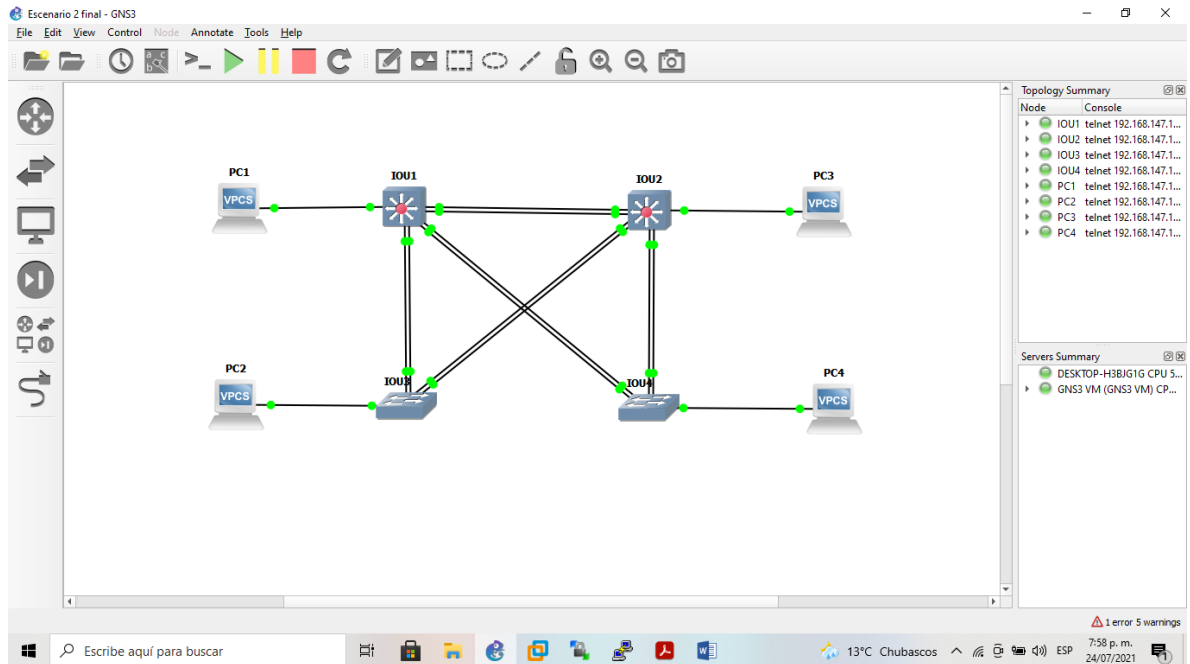 Escenario 2 final - GNS3
File Edit View Control Node Annotate Tools Help
Topology Summary
Node Console
IOU1 telnet 192.168.147.1...
IOU2 telnet 192.168.147.1...
IOU3 telnet 192.168.147.1...
IOU4 telnet 192.168.147.1...
PC1 telnet 192.168.147.1...
PC2 telnet 192.168.147.1...
PC3 telnet 192.168.147.1...
PC4 telnet 192.168.147.1...
PC1
VPCS
IOU1
IOU2
PC3
VPCS
PC2
VPCS
IOU3
IOU4
PC4
VPCS
Servers Summary
DESKTOP-H3BJG1G CPU 5...
GNS3 VM (GNS3 VM) CP...
1 error 5 warnings
Escribe aquí para buscar
13°C Chubascos
ESP
7:58 p. m.
24/07/2021
1